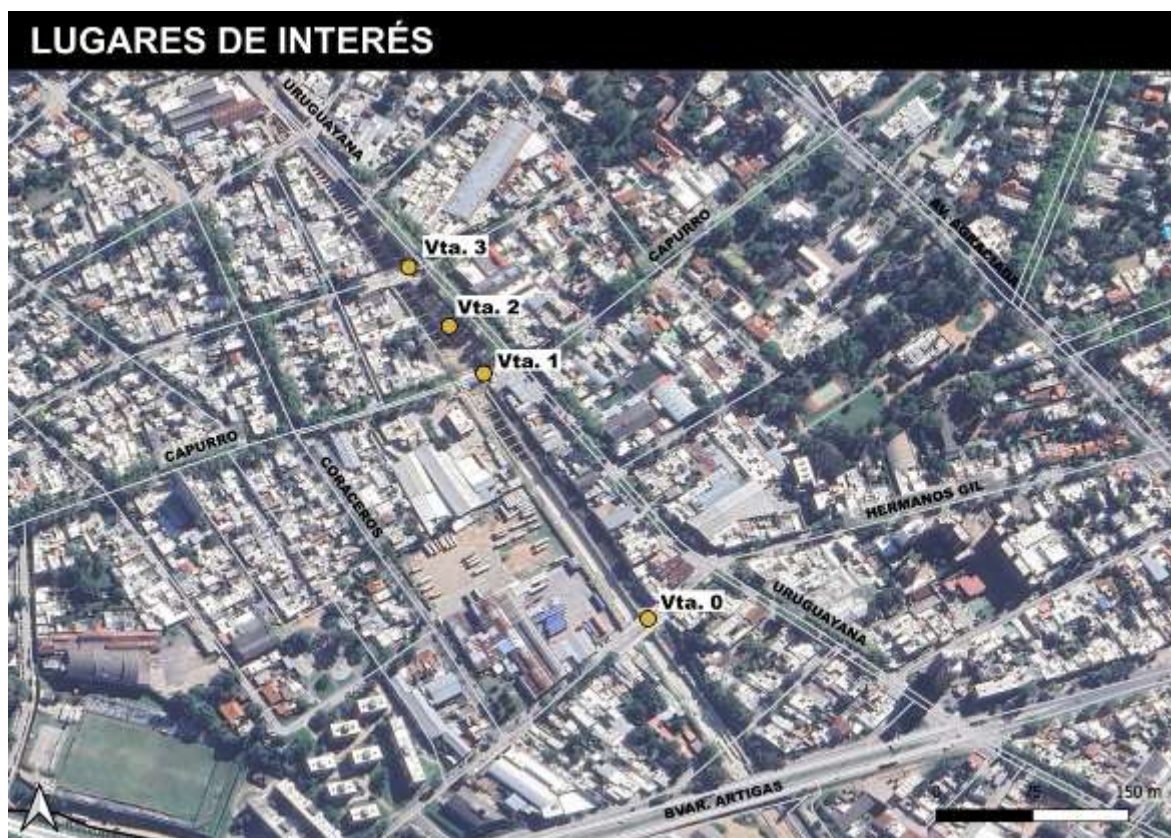 LUGARES DE INTERÉS
URUGUAYANA
AV. AGRACIADA
CAPURRO
Vta. 3
Vta. 2
Vta. 1
CAPURRO
CORACEROS
HERMANOS GIL
Vta. 0
URUGUAYANA
BVAR. ARTIGAS
0 75 150 m